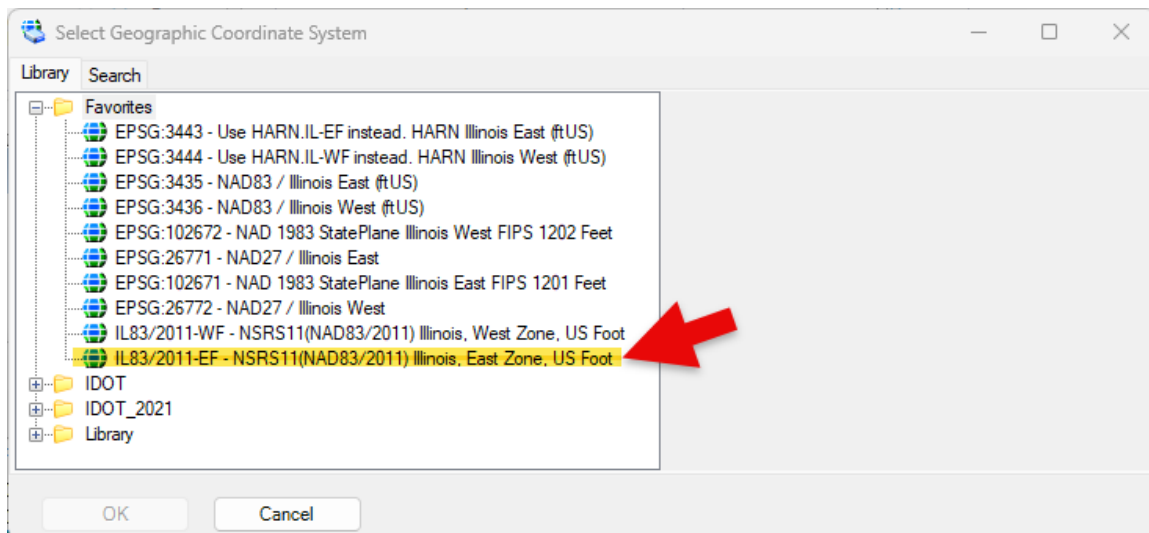 Select Geographic Coordinate System
Library Search
Favorites
EPSG:3443 - Use HARN.IL-EF instead. HARN Illinois East (ftUS)
EPSG:3444 - Use HARN.IL-WF instead. HARN Illinois West (ftUS)
EPSG:3435 - NAD83 / Illinois East (ftUS)
EPSG:3436 - NAD83 / Illinois West (ftUS)
EPSG:102672 - NAD 1983 StatePlane Illinois West FIPS 1202 Feet
EPSG:26771 - NAD27 / Illinois East
EPSG:102671 - NAD 1983 StatePlane Illinois East FIPS 1201 Feet
EPSG:26772 - NAD27 / Illinois West
IL83/2011-WF - NSRS11(NAD83/2011) Illinois, West Zone, US Foot
IL83/2011-EF - NSRS11(NAD83/2011) Illinois, East Zone, US Foot
IDOT
IDOT_2021
Library
OK Cancel